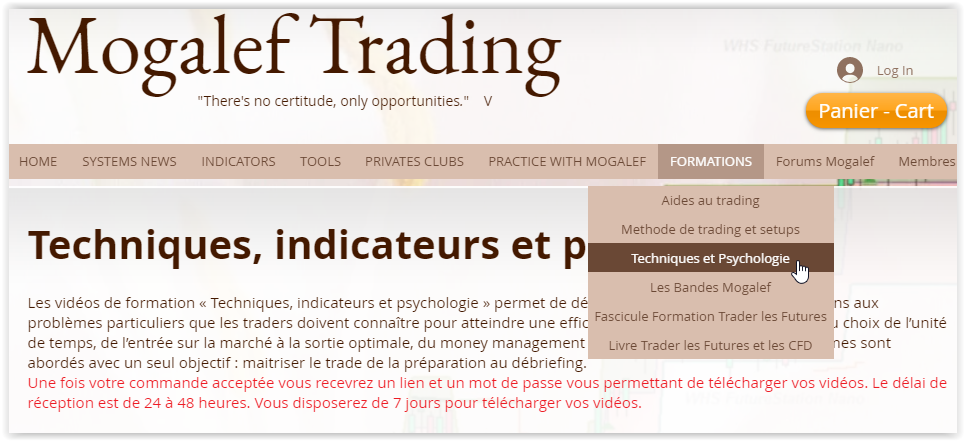 Mogalef Trading
WHS FutureStation Nano
Log In
"There's no certitude, only opportunities."    V
Panier - Cart
HOME SYSTEMS NEWS INDICATORS TOOLS PRIVATES CLUBS PRACTICE WITH MOGALEF FORMATIONS Forums Mogalef Membres
Aides au trading
Methode de trading et setups
Techniques et Psychologie
Les Bandes Mogalef
Fascicule Formation Trader les Futures
Livre Trader les Futures et les CFD
Techniques, indicateurs et p
Les vidéos de formation « Techniques, indicateurs et psychologie » permet de dé ns aux
problèmes particuliers que les traders doivent connaître pour atteindre une effic u choix de l'unité
de temps, de l'entrée sur la marché à la sortie optimale, du money management mes sont
abordés avec un seul objectif : maitriser le trade de la préparation au débriefing.
Une fois votre commande acceptée vous recevrez un lien et un mot de passe vous permettant de télécharger vos vidéos. Le délai de
réception est de 24 à 48 heures. Vous disposerez de 7 jours pour télécharger vos vidéos.